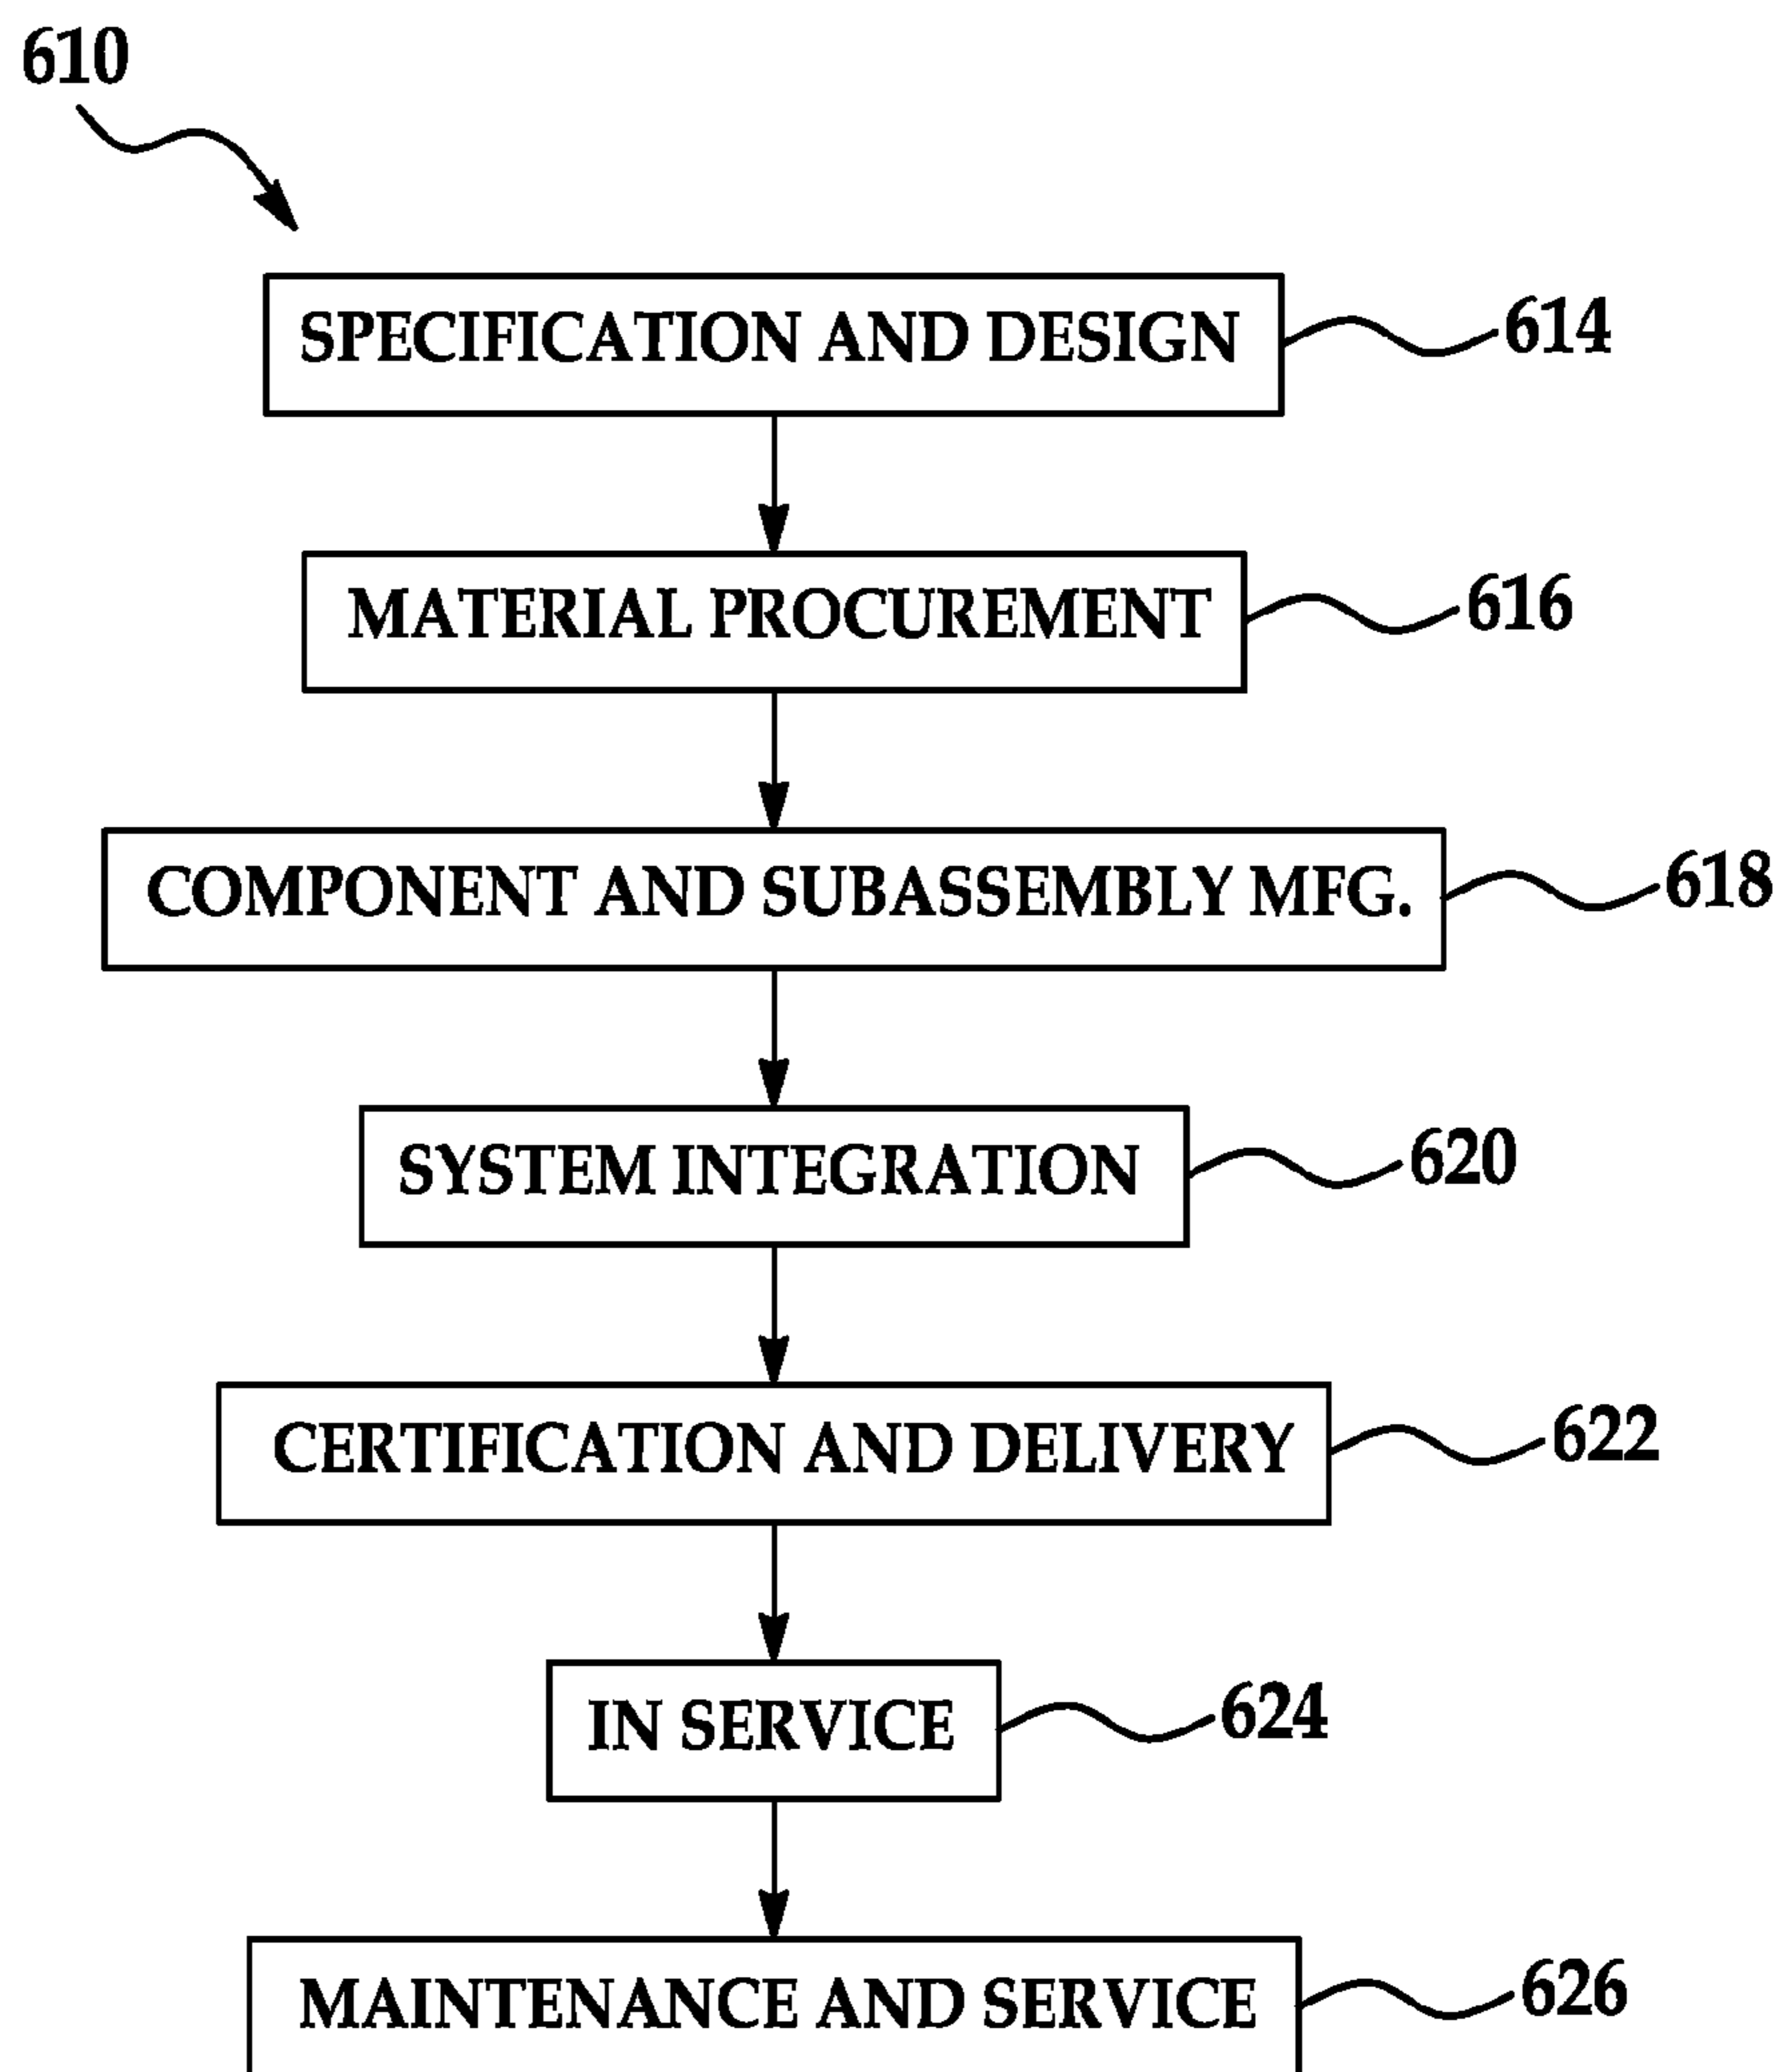 610
SPECIFICATION AND DESIGN 614
MATERIAL PROCUREMENT 616
COMPONENT AND SUBASSEMBLY MFG. 618
SYSTEM INTEGRATION 620
CERTIFICATION AND DELIVERY 622
IN SERVICE 624
MAINTENANCE AND SERVICE 626